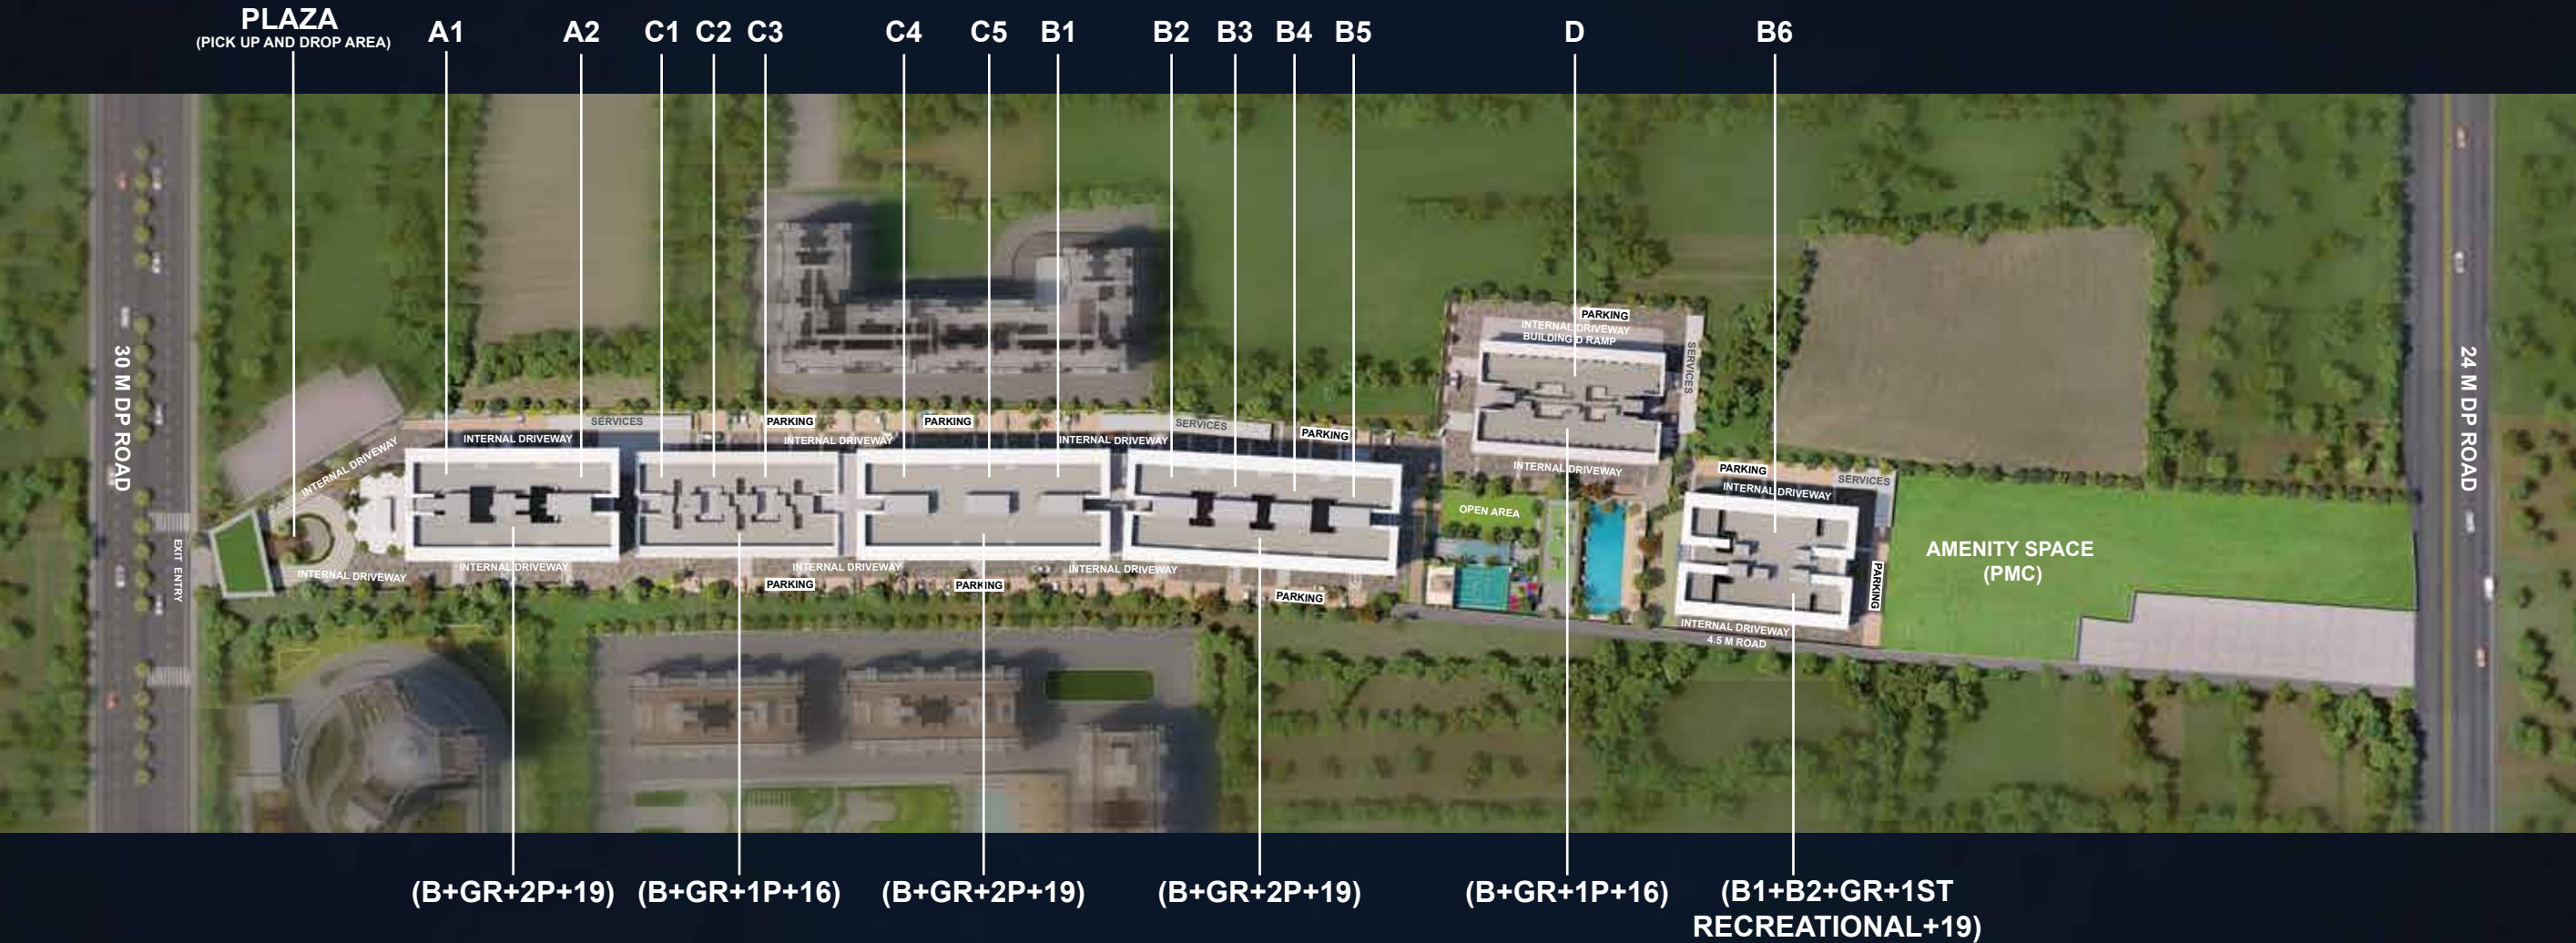 PLAZA
(PICK UP AND DROP AREA)
A1
A2
C1
C2
C3
C4
C5
B1
B2
B3
B4
B5
D
B6
30 M DP ROAD
24 M DP ROAD
EXIT
ENTRY
PARKING
INTERNAL DRIVEWAY
BUILDING D RAMP
SERVICES
SERVICES
PARKING
PARKING
SERVICES
PARKING
INTERNAL DRIVEWAY
INTERNAL DRIVEWAY
INTERNAL DRIVEWAY
INTERNAL DRIVEWAY
INTERNAL DRIVEWAY
PARKING
SERVICES
INTERNAL DRIVEWAY
OPEN AREA
AMENITY SPACE
(PMC)
INTERNAL DRIVEWAY
INTERNAL DRIVEWAY
INTERNAL DRIVEWAY
INTERNAL DRIVEWAY
PARKING
PARKING
PARKING
PARKING
INTERNAL DRIVEWAY
4.5 M ROAD
(B+GR+2P+19)
(B+GR+1P+16)
(B+GR+2P+19)
(B+GR+2P+19)
(B+GR+1P+16)
(B1+B2+GR+1ST
RECREATIONAL+19)